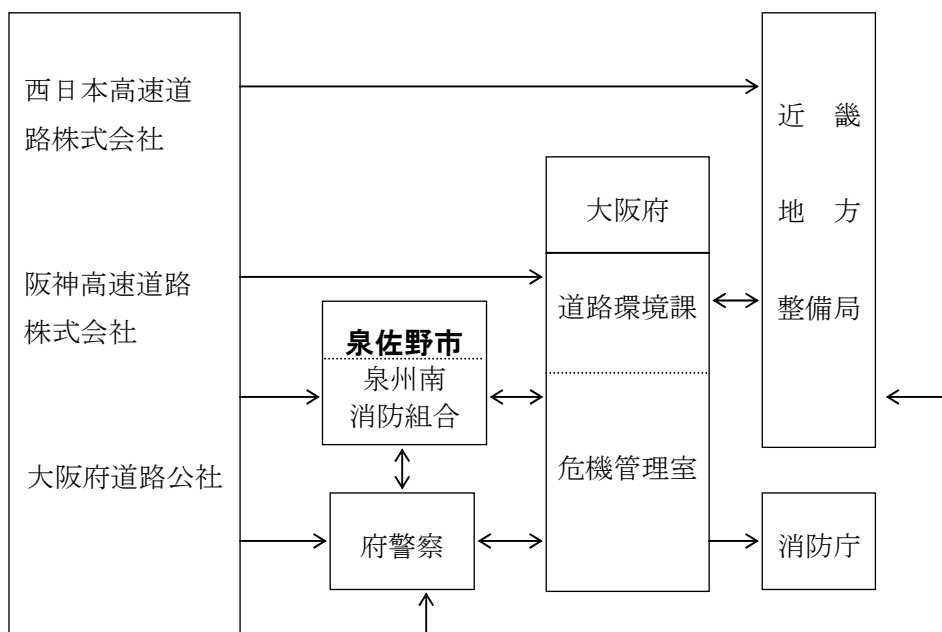 西日本高速道
路株式会社
阪神高速道路
株式会社
大阪府道路公社
泉佐野市
泉州南
消防組合
府警察
大阪府
道路環境課
危機管理室
近　畿
地　方
整備局
消防庁